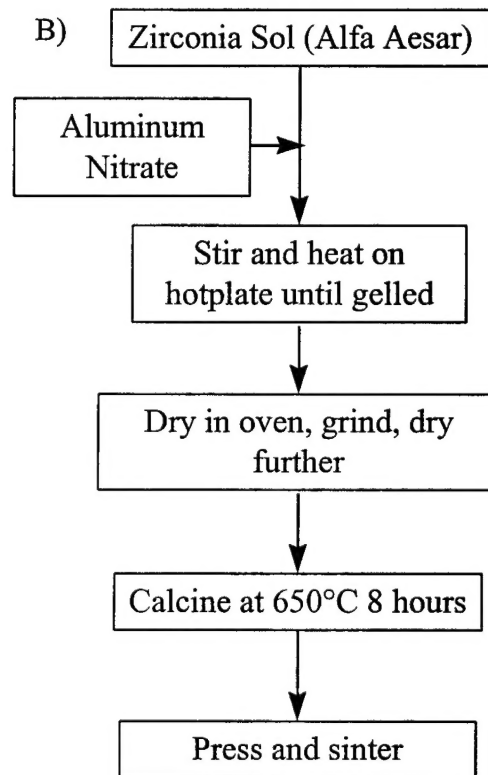 B)
Zirconia Sol (Alfa Aesar)
Aluminum
Nitrate
Stir and heat on
hotplate until gelled
Dry in oven, grind, dry
further
Calcine at 650°C 8 hours
Press and sinter